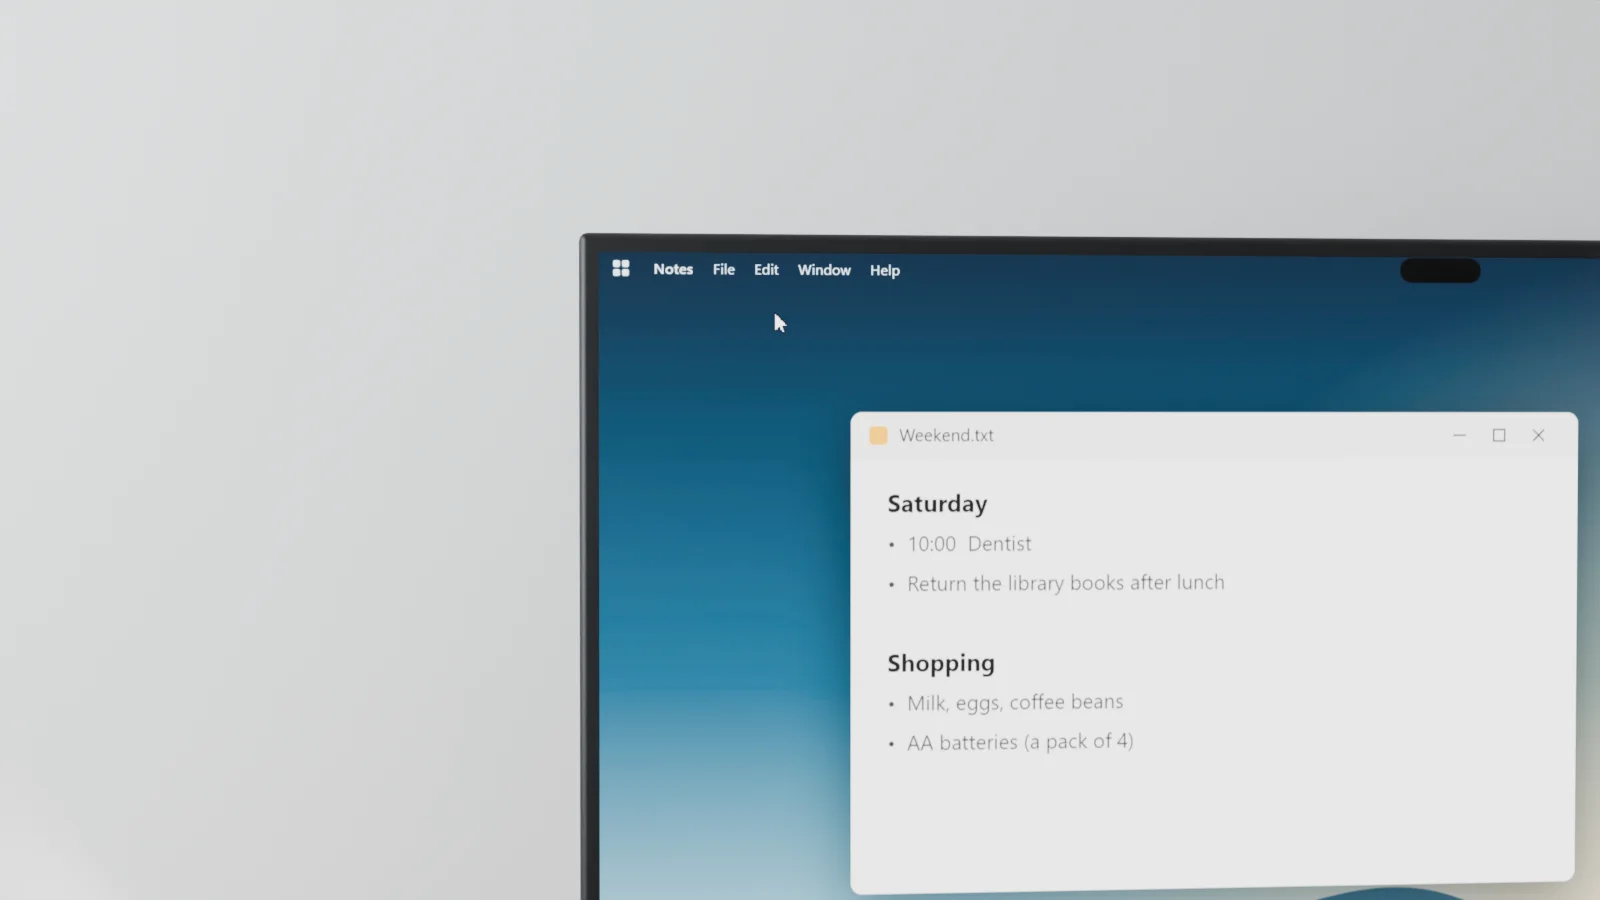 Notes File Edit Window Help
Weekend.txt
Saturday
• 10:00 Dentist
• Return the library books after lunch
Shopping
• Milk, eggs, coffee beans
• AA batteries (a pack of 4)